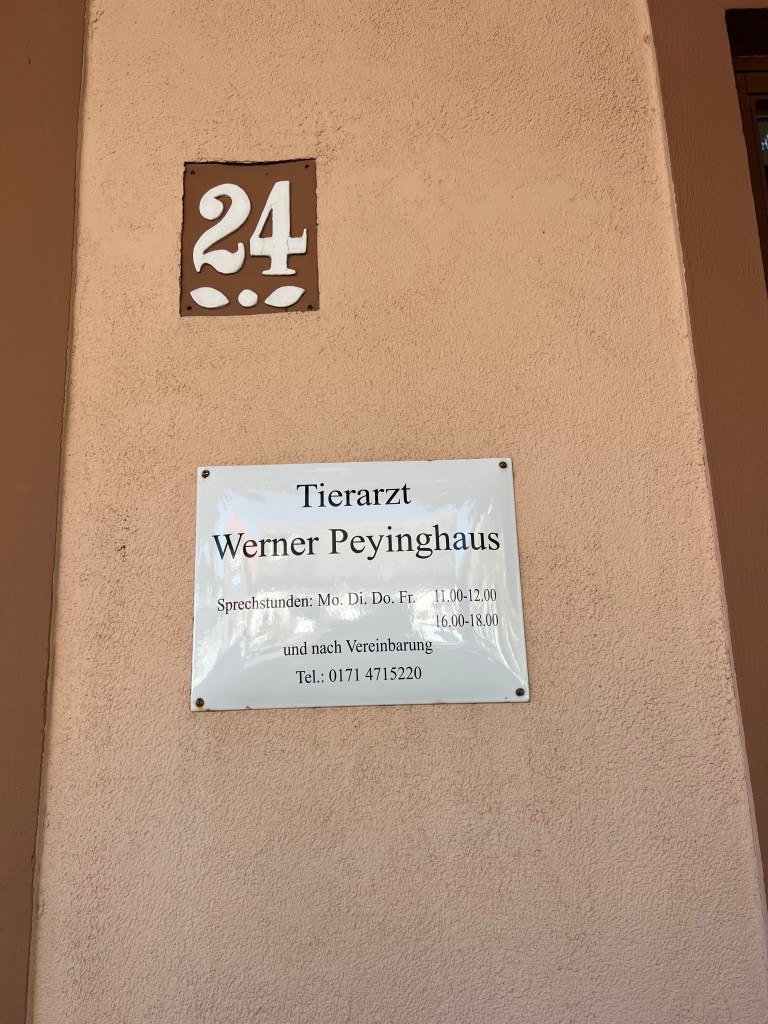 24
Tierarzt
Werner Peyinghaus
Sprechstunden: Mo. Di. Do. Fr. 11.00-12.00
16.00-18.00
und nach Vereinbarung
Tel.: 0171 4715220